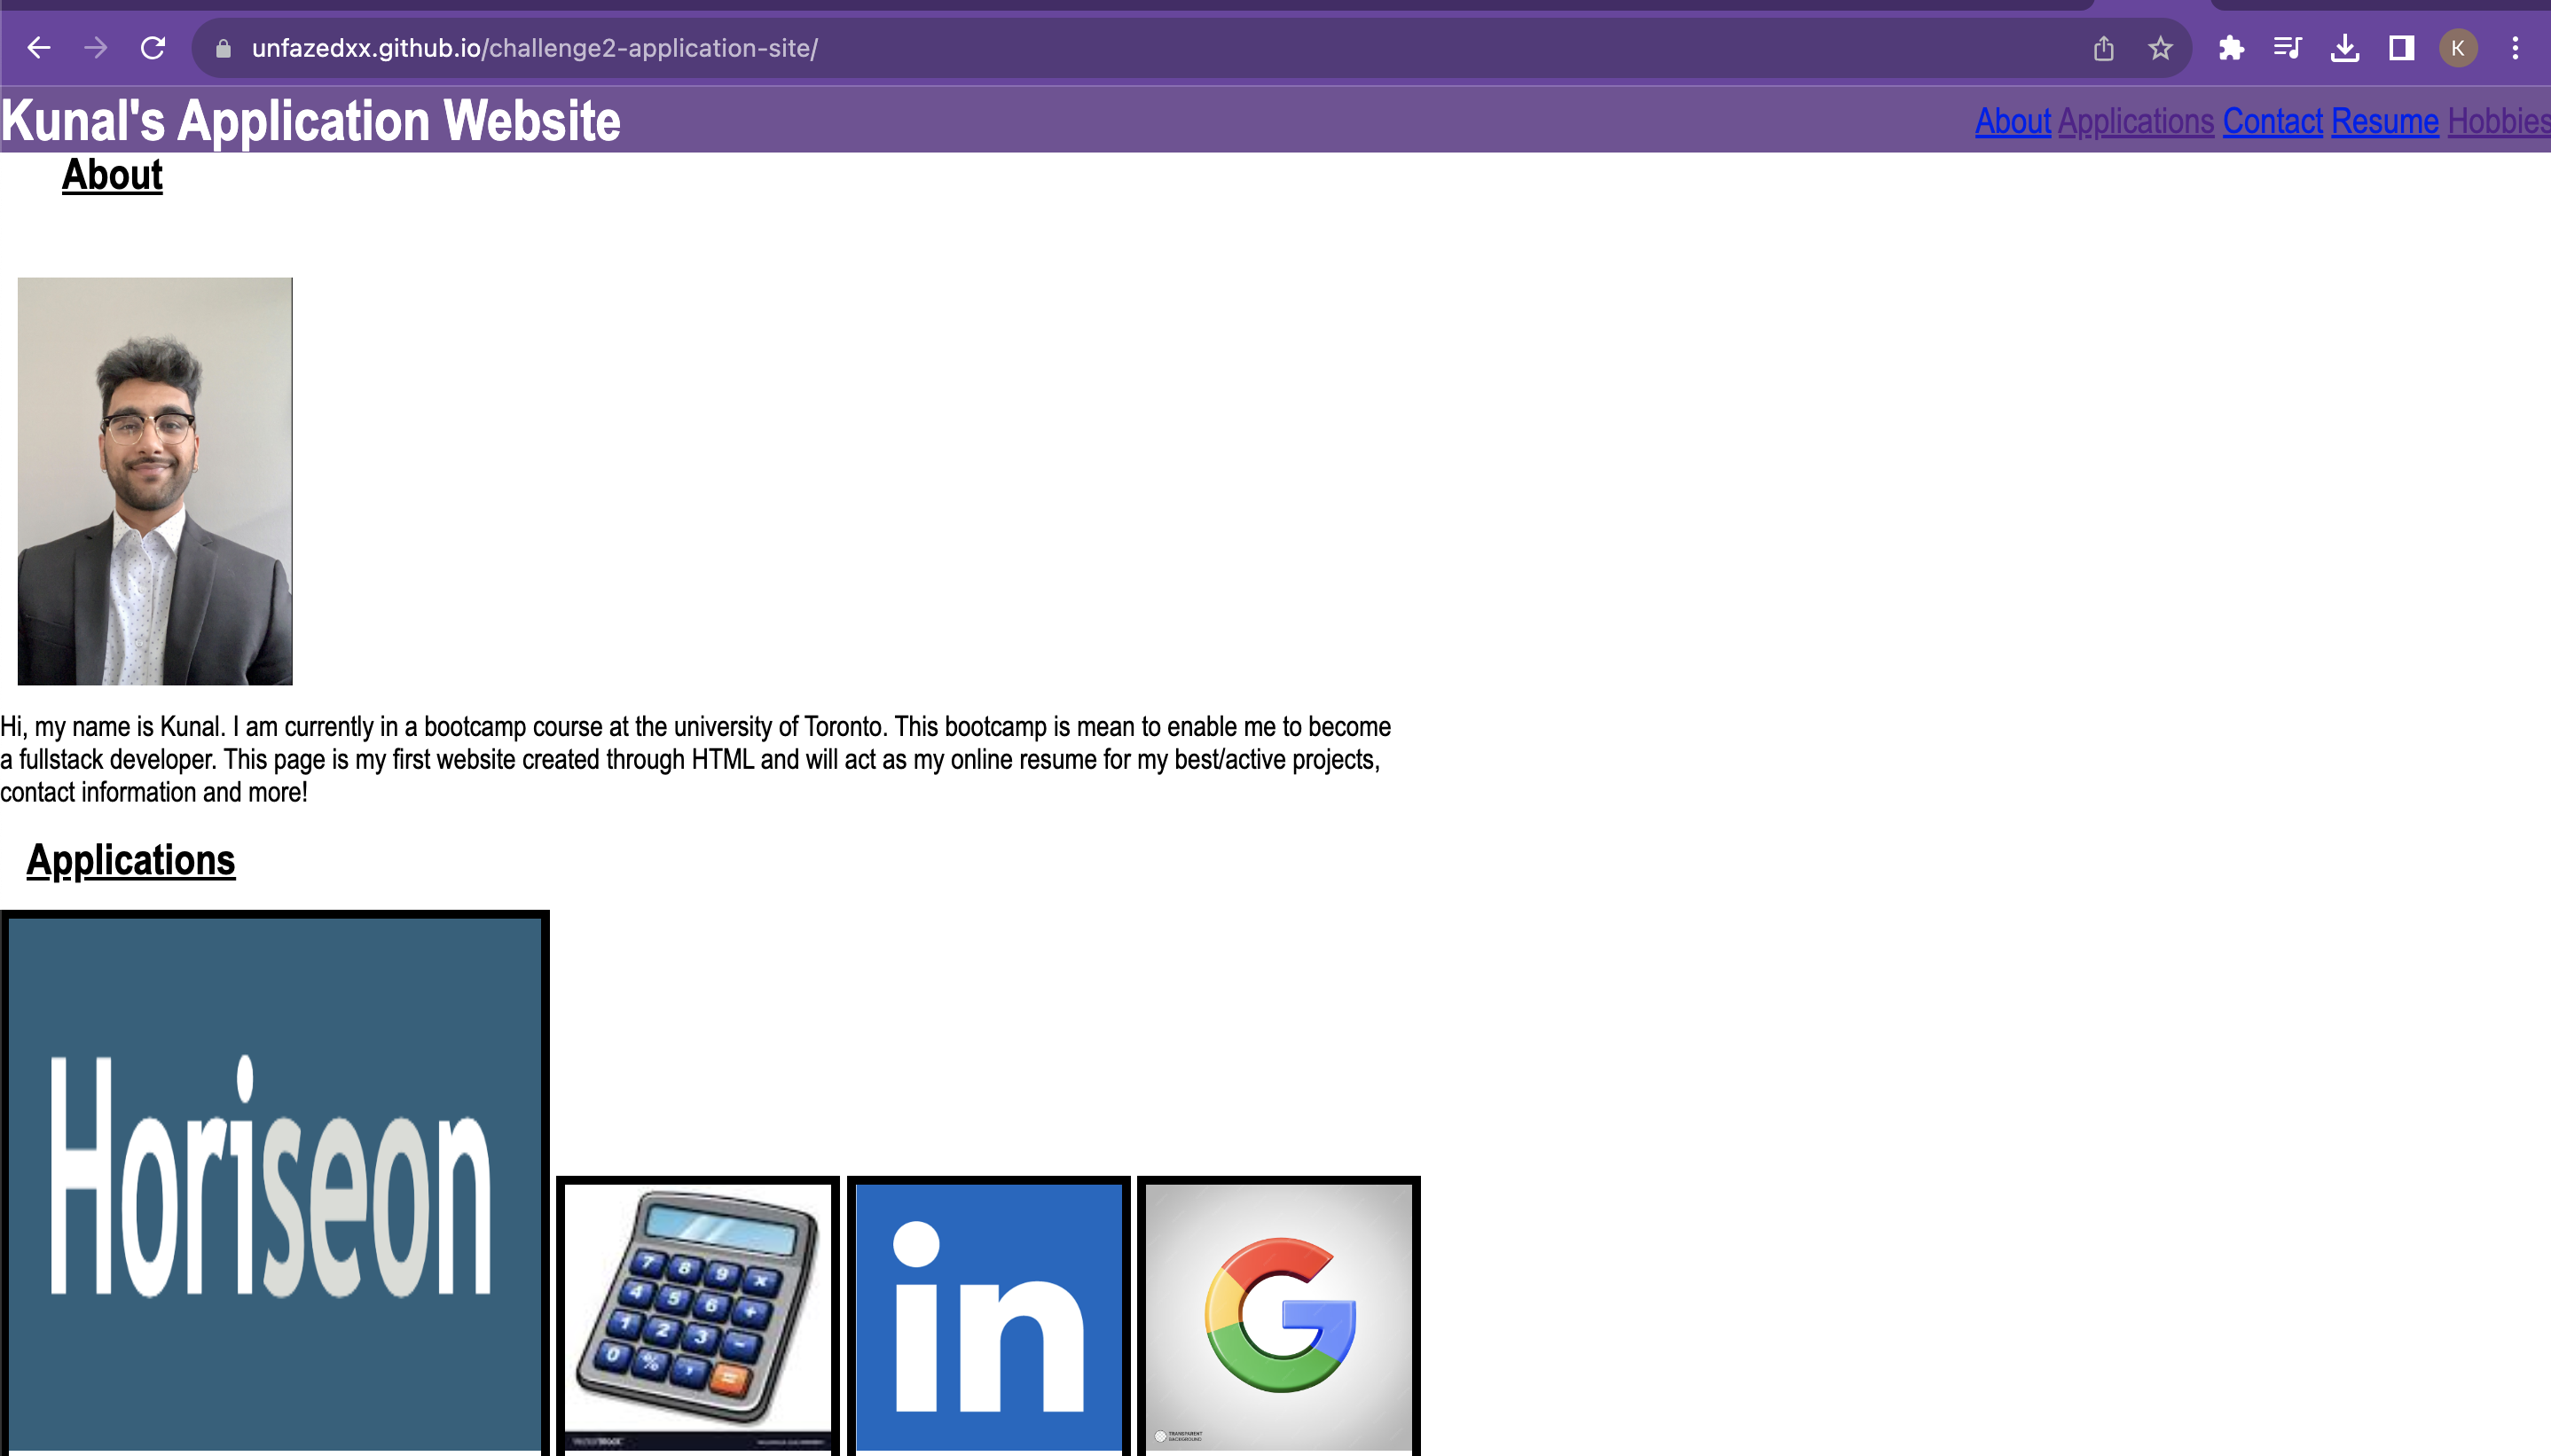 unfazedxx.github.io/challenge2-application-site/
K
Kunal's Application Website
About Applications Contact Resume Hobbies
About
Hi, my name is Kunal. I am currently in a bootcamp course at the university of Toronto. This bootcamp is mean to enable me to become
a fullstack developer. This page is my first website created through HTML and will act as my online resume for my best/active projects,
contact information and more!
Applications
Horiseon
7 8 9 x
4 5 6 +
1 2 3 -
0 % , =
VectorStock
in
G
TRANSPARENT
BACKGROUND